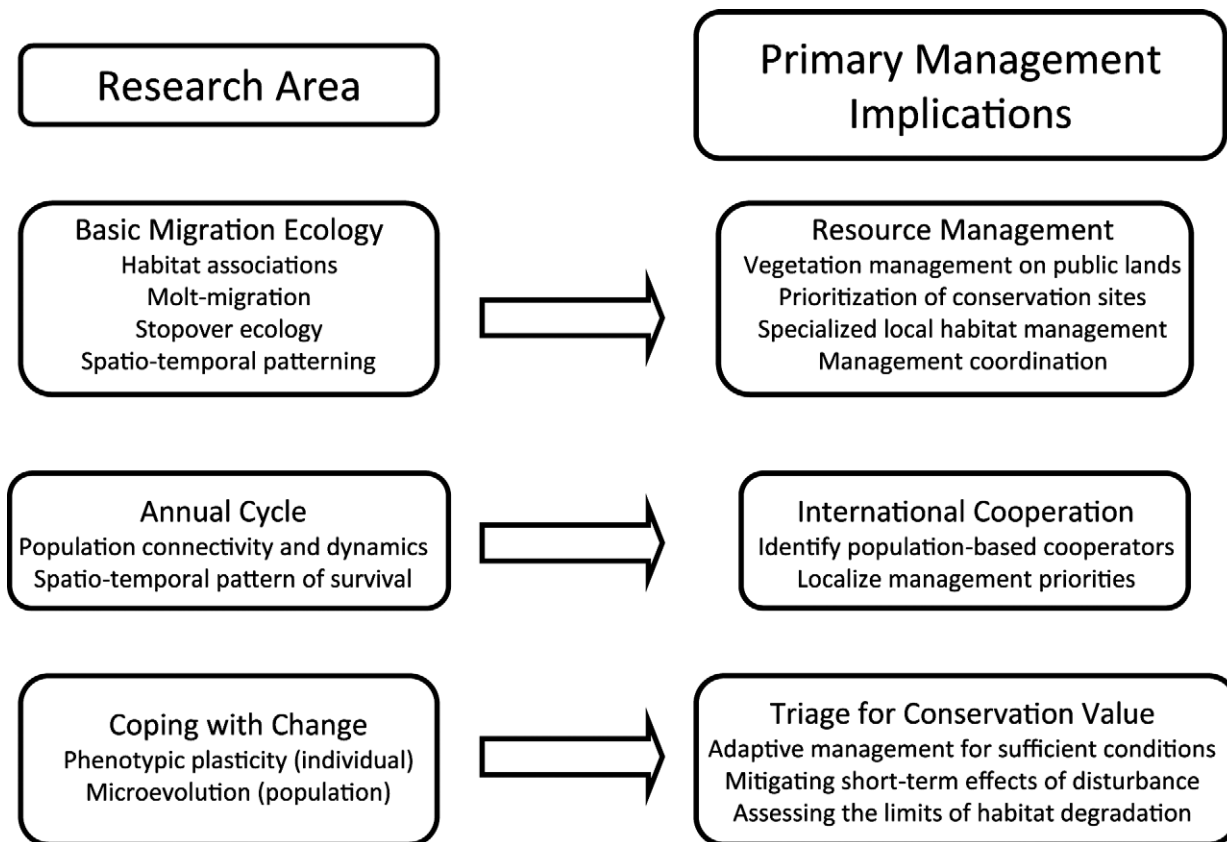 Research Area
Primary Management
Implications
Basic Migration Ecology
Habitat associations
Molt-migration
Stopover ecology
Spatio-temporal patterning
Resource Management
Vegetation management on public lands
Prioritization of conservation sites
Specialized local habitat management
Management coordination
Annual Cycle
Population connectivity and dynamics
Spatio-temporal pattern of survival
International Cooperation
Identify population-based cooperators
Localize management priorities
Coping with Change
Phenotypic plasticity (individual)
Microevolution (population)
Triage for Conservation Value
Adaptive management for sufficient conditions
Mitigating short-term effects of disturbance
Assessing the limits of habitat degradation